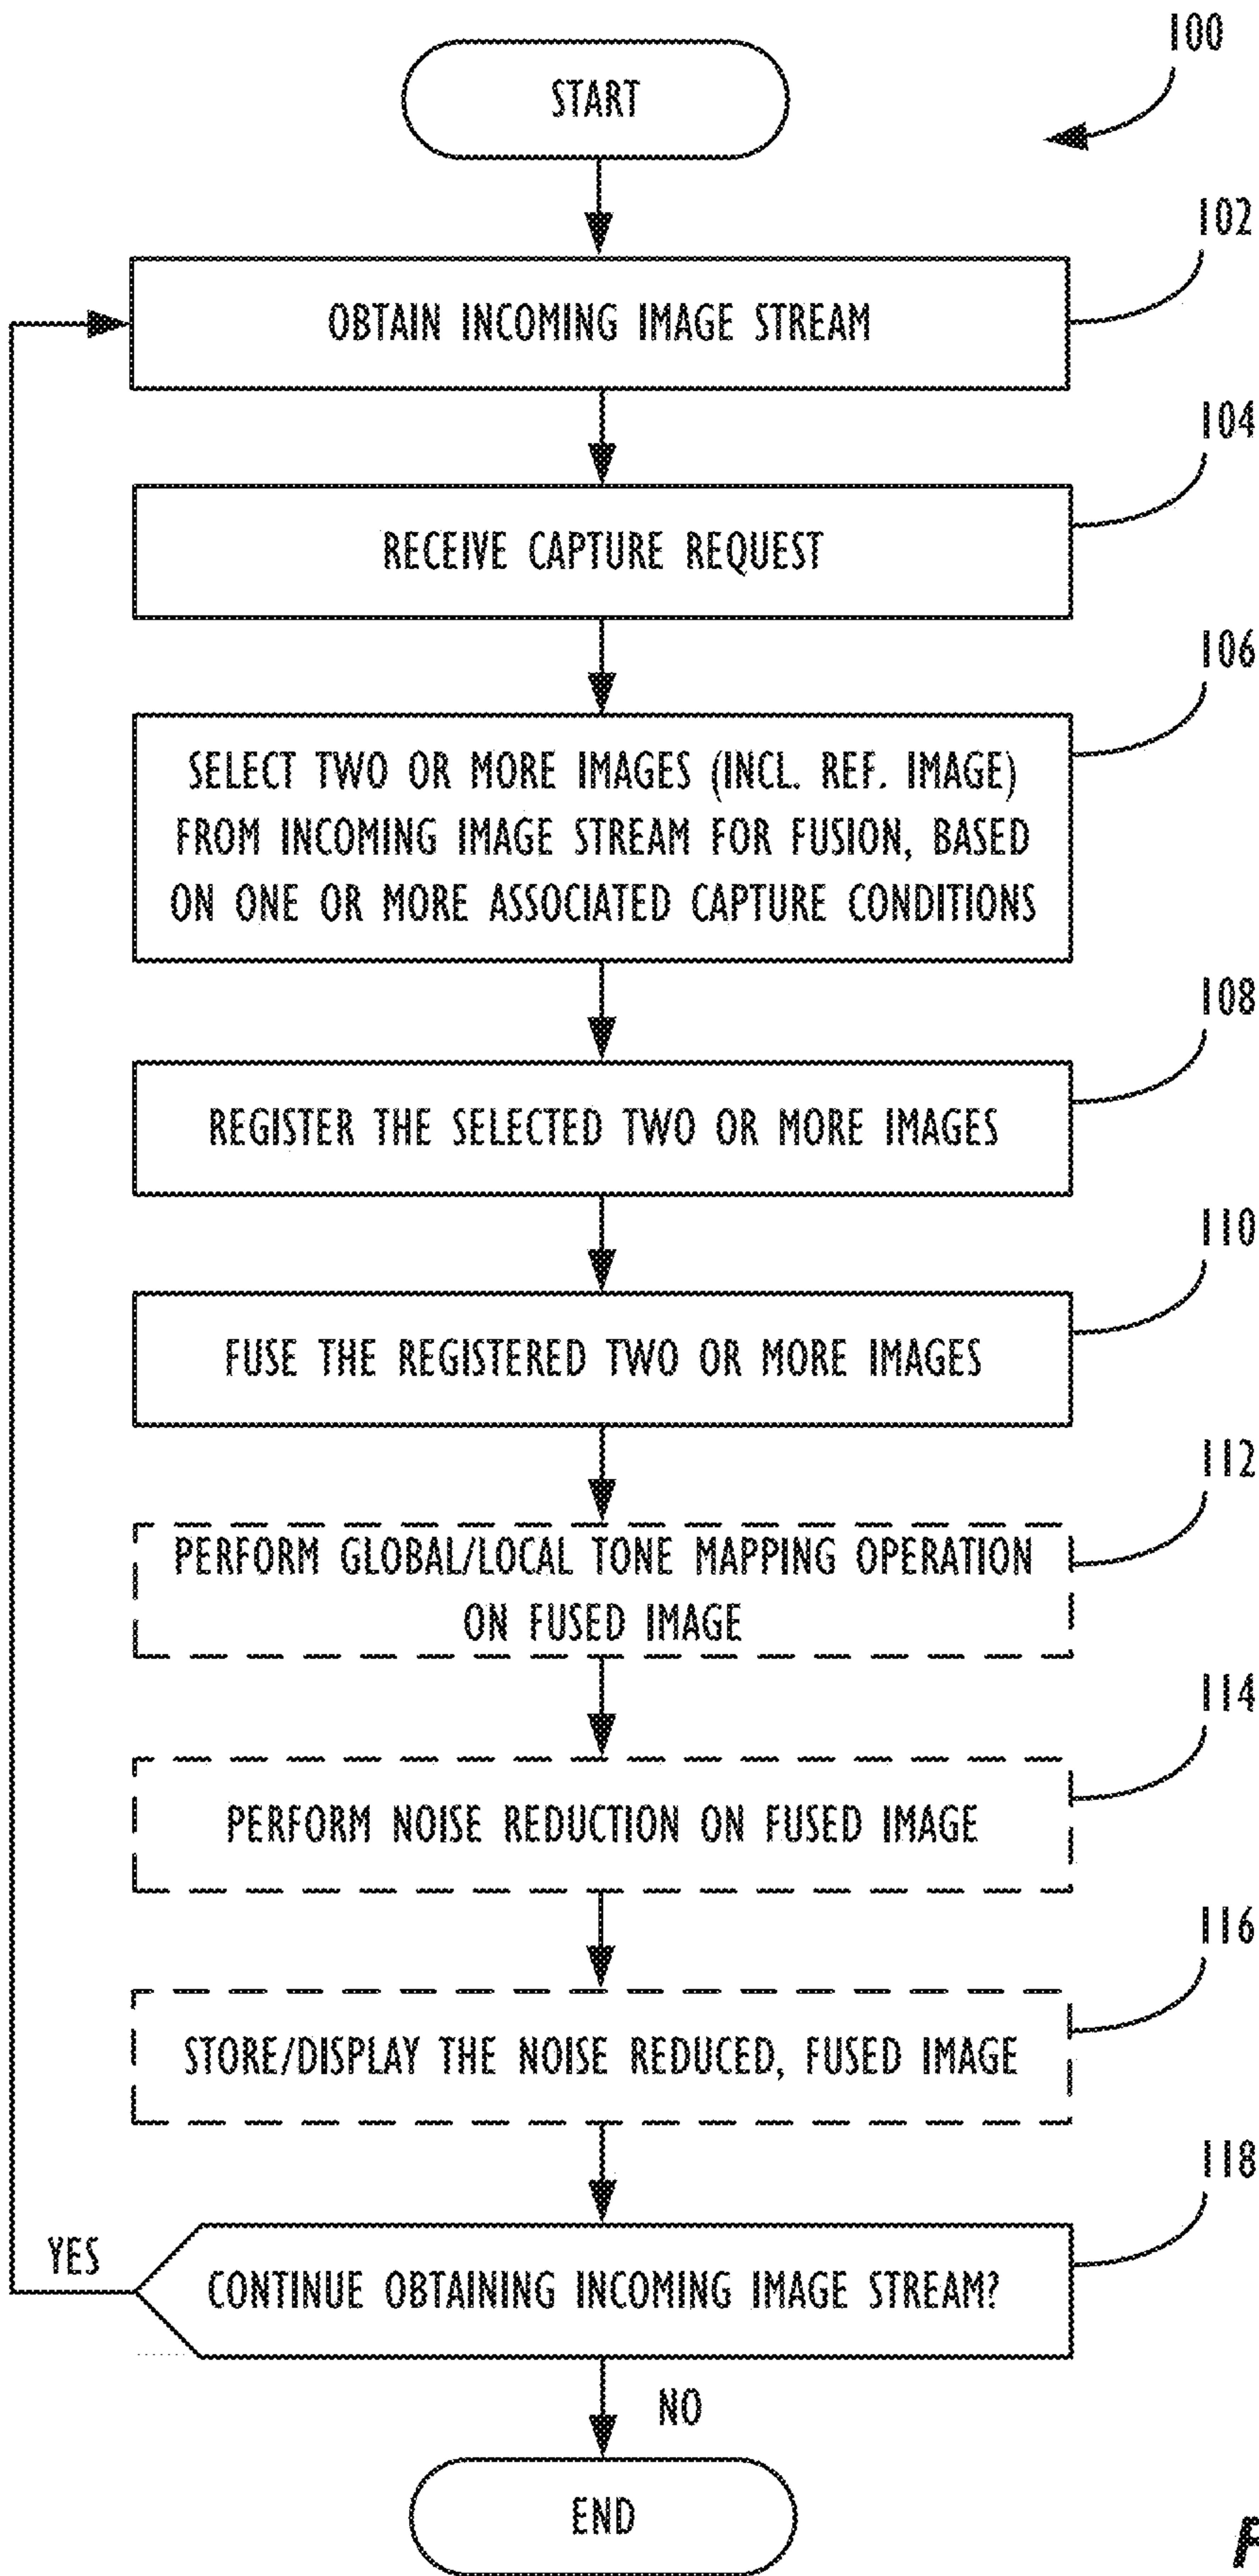 100
START
102
OBTAIN INCOMING IMAGE STREAM
104
RECEIVE CAPTURE REQUEST
106
SELECT TWO OR MORE IMAGES (INCL. REF. IMAGE)
FROM INCOMING IMAGE STREAM FOR FUSION, BASED
ON ONE OR MORE ASSOCIATED CAPTURE CONDITIONS
108
REGISTER THE SELECTED TWO OR MORE IMAGES
110
FUSE THE REGISTERED TWO OR MORE IMAGES
112
PERFORM GLOBAL/LOCAL TONE MAPPING OPERATION
ON FUSED IMAGE
114
PERFORM NOISE REDUCTION ON FUSED IMAGE
116
STORE/DISPLAY THE NOISE REDUCED, FUSED IMAGE
118
YES
CONTINUE OBTAINING INCOMING IMAGE STREAM?
NO
END